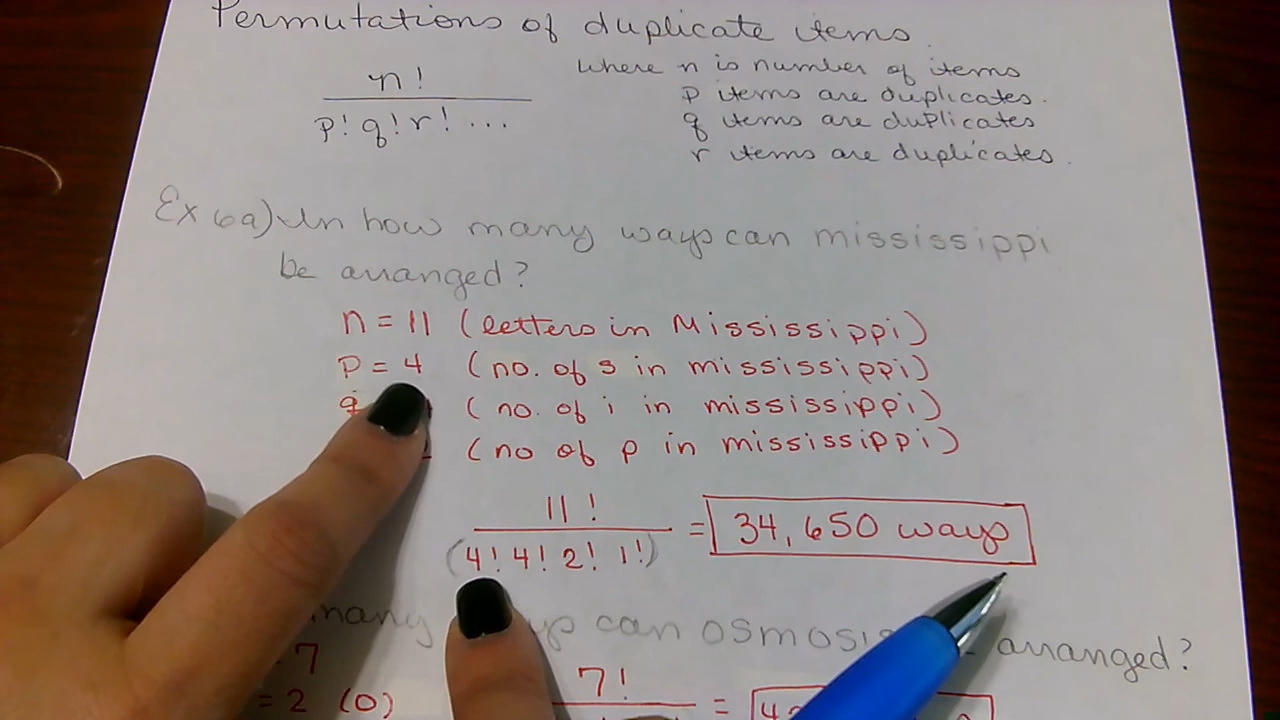 Permutations of duplicate items.
n!
p! q! r! ...
where n is number of items
p items are duplicates.
q items are duplicates
r items are duplicates.
Ex 6a) In how many ways can mississippi
be arranged?
n = 11 (letters in Mississippi)
p = 4 (no. of s in mississippi)
q (no. of i in mississippi)
(no of p in mississippi)
11!
(4! 4! 2! 1!)
= 34,650 ways
many can arranged?
7
= 2 (O)
7!
=